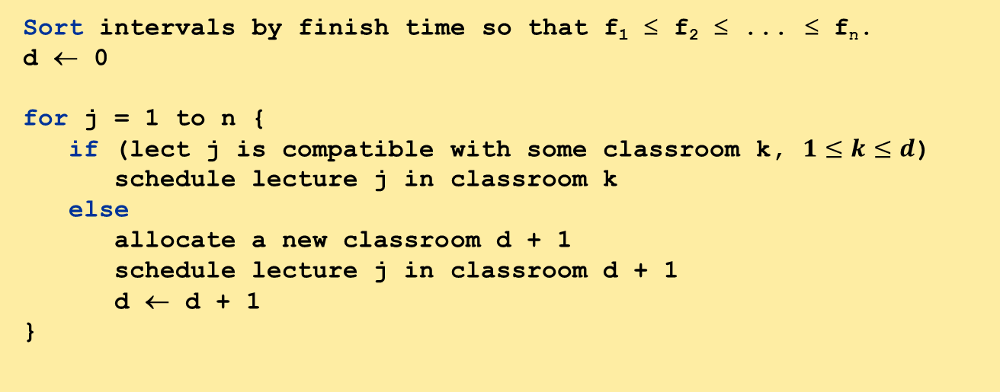 Sort intervals by finish time so that f₁ ≤ f₂ ≤ ... ≤ fₙ.
d ← 0
for j = 1 to n {
if (lect j is compatible with some classroom k, 1 ≤ k ≤ d)
schedule lecture j in classroom k
else
allocate a new classroom d + 1
schedule lecture j in classroom d + 1
d ← d + 1
}